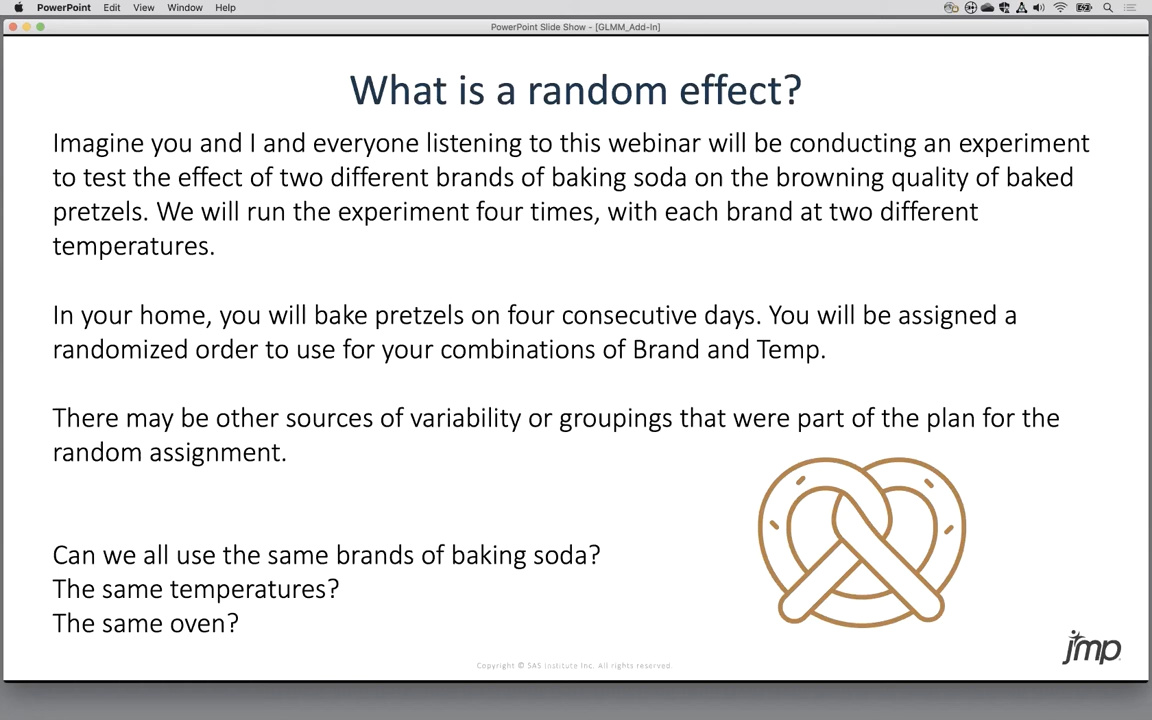 PowerPoint Edit View Window Help
PowerPoint Slide Show - [GLMM_Add-In]
What is a random effect?
Imagine you and I and everyone listening to this webinar will be conducting an experiment
to test the effect of two different brands of baking soda on the browning quality of baked
pretzels. We will run the experiment four times, with each brand at two different
temperatures.
In your home, you will bake pretzels on four consecutive days. You will be assigned a
randomized order to use for your combinations of Brand and Temp.
There may be other sources of variability or groupings that were part of the plan for the
random assignment.
Can we all use the same brands of baking soda?
The same temperatures?
The same oven?
jmp
Copyright © SAS Institute Inc. All rights reserved.